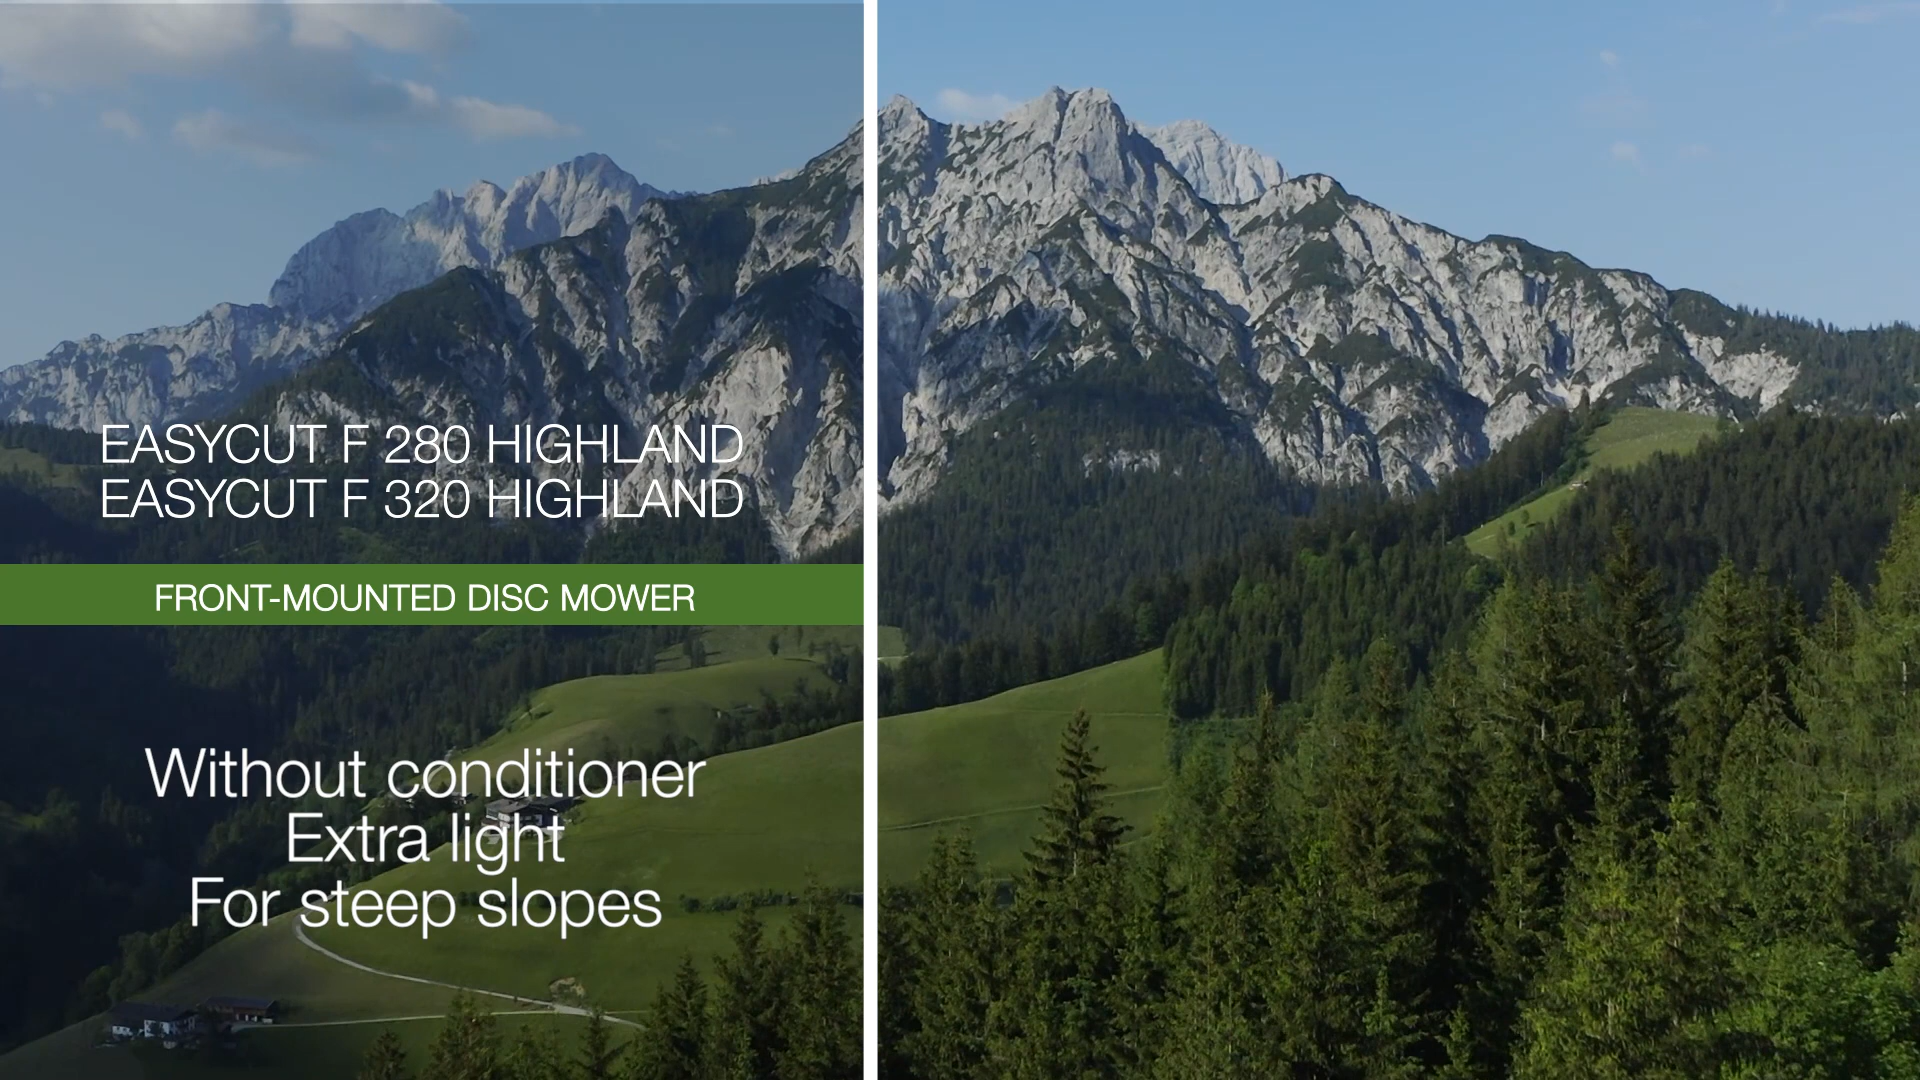 EASYCUT F 280 HIGHLAND
EASYCUT F 320 HIGHLAND
FRONT-MOUNTED DISC MOWER
Without conditioner
Extra light
For steep slopes